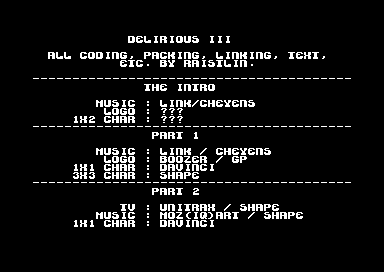 DELIRIOUS III
ALL CODING, PACKING, LINKING, TEXT,
ETC. BY RAISTLIN.
----------------------------------------
THE INTRO
MUSIC : LINK/CHEYENS
LOGO : ???
1X2 CHAR : ???
----------------------------------------
PART 1
MUSIC : LINK / CHEYENS
LOGO : BOOZER / GP
1X1 CHAR : DAVINCI
3X3 CHAR : SHAPE
----------------------------------------
PART 2
TV : UNITRAX / SHAPE
MUSIC : MOZ(IQ)ART / SHAPE
1X1 CHAR : DAVINCI